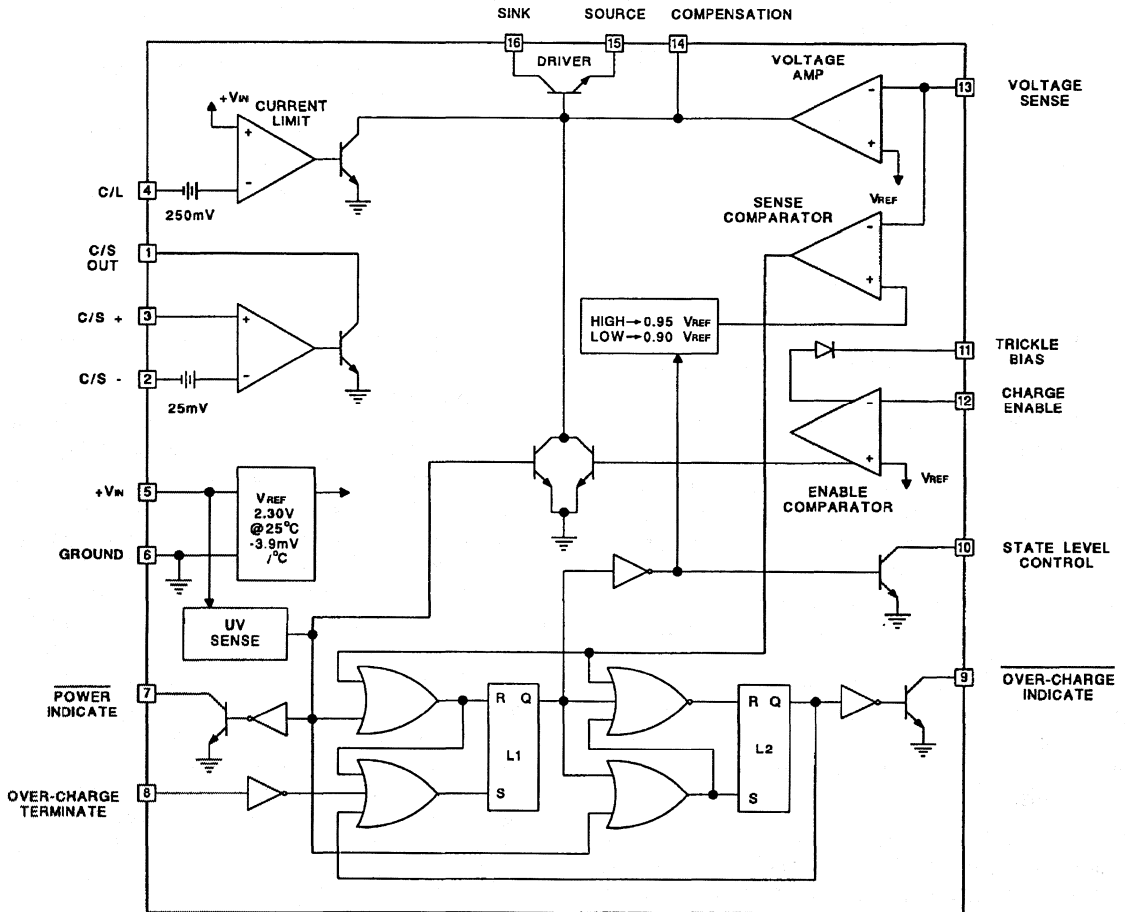 SINK SOURCE COMPENSATION
16 15 14
DRIVER
VOLTAGE
AMP
-
+
VREF
13
VOLTAGE
SENSE
+VIN
CURRENT
LIMIT
+
-
C/L
4
250mV
SENSE
COMPARATOR
-
+
C/S
OUT
1
C/S +
3
C/S -
2
25mV
+
-
HIGH→0.95 VREF
LOW→0.90 VREF
11
TRICKLE
BIAS
12
CHARGE
ENABLE
-
+
VREF
ENABLE
COMPARATOR
+VIN
5
GROUND
6
VREF
2.30V
@25°C
-3.9mV
/°C
10
STATE LEVEL
CONTROL
UV
SENSE
POWER
INDICATE
7
R Q
L1
S
R Q
L2
S
9
OVER-CHARGE
INDICATE
OVER-CHARGE
TERMINATE
8